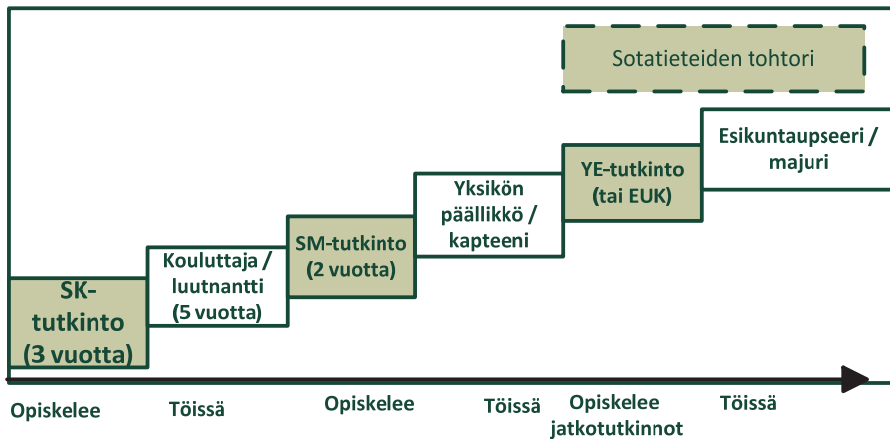 Sotatieteiden tohtori
Esikuntaupseeri /
majuri
YE-tutkinto
(tai EUK)
Yksikön
päällikkö /
kapteeni
SM-tutkinto
(2 vuotta)
Kouluttaja /
luutnantti
(5 vuotta)
SK-
tutkinto
(3 vuotta)
Opiskelee
Töissä
Opiskelee
Töissä
Opiskelee
jatkotutkinnot
Töissä